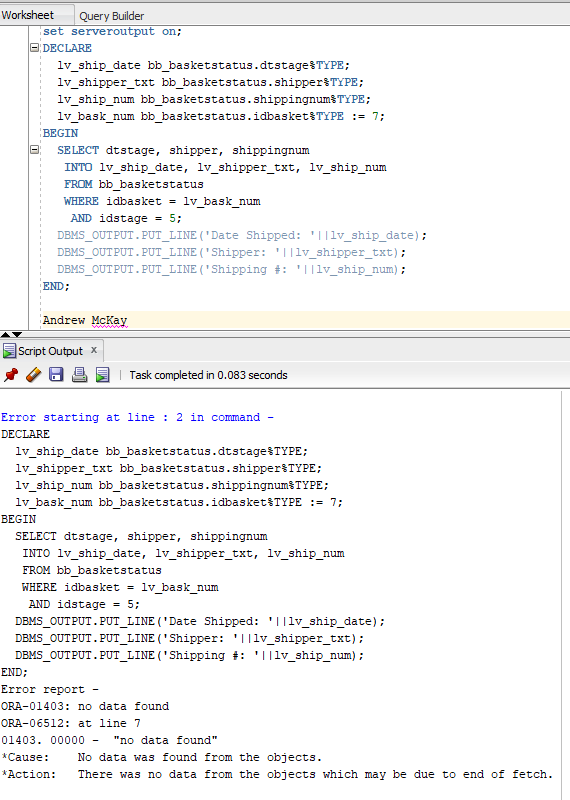 Worksheet Query Builder
set serveroutput on;
DECLARE
lv_ship_date bb_basketstatus.dtstage%TYPE;
lv_shipper_txt bb_basketstatus.shipper%TYPE;
lv_ship_num bb_basketstatus.shippingnum%TYPE;
lv_bask_num bb_basketstatus.idbasket%TYPE := 7;
BEGIN
SELECT dtstage, shipper, shippingnum
INTO lv_ship_date, lv_shipper_txt, lv_ship_num
FROM bb_basketstatus
WHERE idbasket = lv_bask_num
AND idstage = 5;
DBMS_OUTPUT.PUT_LINE('Date Shipped: '||lv_ship_date);
DBMS_OUTPUT.PUT_LINE('Shipper: '||lv_shipper_txt);
DBMS_OUTPUT.PUT_LINE('Shipping #: '||lv_ship_num);
END;
Andrew McKay
Script Output x
Task completed in 0.083 seconds
Error starting at line : 2 in command -
DECLARE
lv_ship_date bb_basketstatus.dtstage%TYPE;
lv_shipper_txt bb_basketstatus.shipper%TYPE;
lv_ship_num bb_basketstatus.shippingnum%TYPE;
lv_bask_num bb_basketstatus.idbasket%TYPE := 7;
BEGIN
SELECT dtstage, shipper, shippingnum
INTO lv_ship_date, lv_shipper_txt, lv_ship_num
FROM bb_basketstatus
WHERE idbasket = lv_bask_num
AND idstage = 5;
DBMS_OUTPUT.PUT_LINE('Date Shipped: '||lv_ship_date);
DBMS_OUTPUT.PUT_LINE('Shipper: '||lv_shipper_txt);
DBMS_OUTPUT.PUT_LINE('Shipping #: '||lv_ship_num);
END;
Error report -
ORA-01403: no data found
ORA-06512: at line 7
01403. 00000 - "no data found"
*Cause: No data was found from the objects.
*Action: There was no data from the objects which may be due to end of fetch.